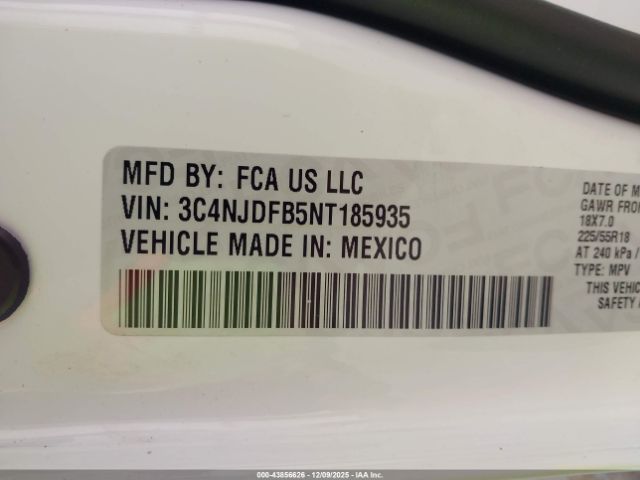 MFD BY: FCA US LLC
VIN: 3C4NJDFB5NT185935
VEHICLE MADE IN: MEXICO
DATE OF M
GAWR FRON
18X7.0
225/55R18
AT 240 kPa /
TYPE: MPV
THIS VEHIC
SAFETY
000-43856626 - 12/09/2025 - IAA Inc.